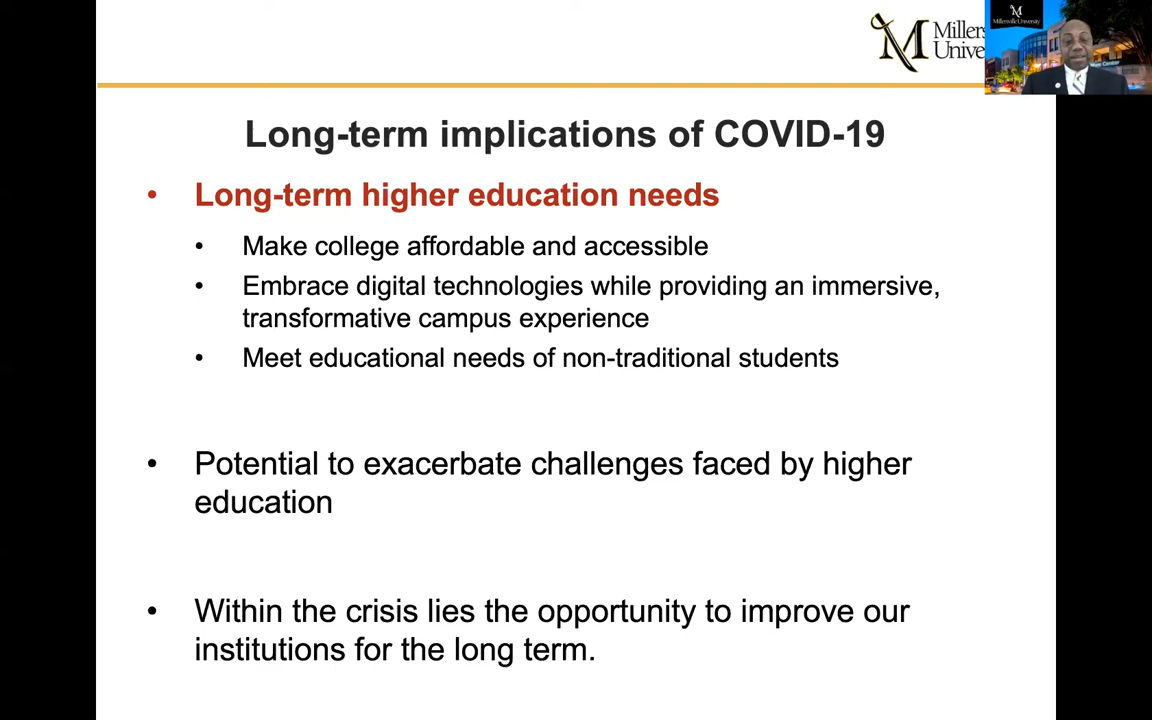 Millers
Unive
M
Millersville University
Long-term implications of COVID-19
• Long-term higher education needs
• Make college affordable and accessible
• Embrace digital technologies while providing an immersive,
transformative campus experience
• Meet educational needs of non-traditional students
• Potential to exacerbate challenges faced by higher
education
• Within the crisis lies the opportunity to improve our
institutions for the long term.